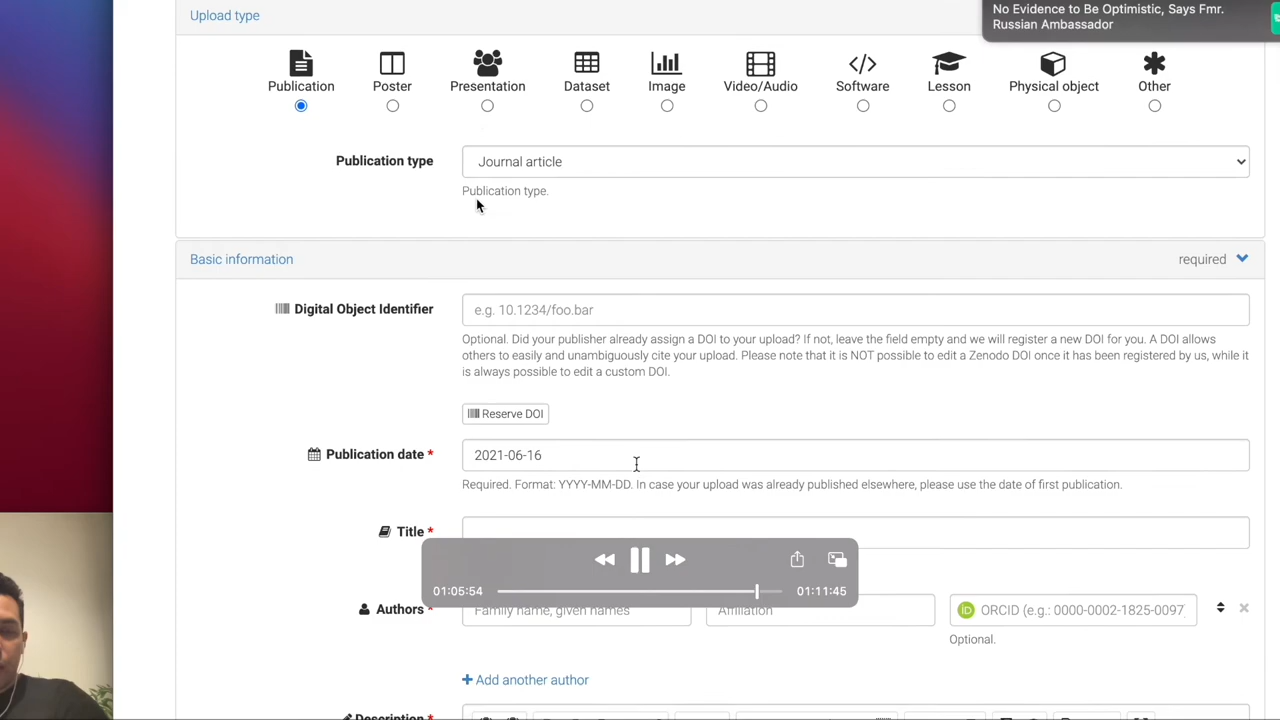 No Evidence to Be Optimistic, Says Fmr.
Russian Ambassador
Upload type
Publication
Poster
Presentation
Dataset
Image
Video/Audio
Software
Lesson
Physical object
Other
Publication type
Journal article
Publication type.
Basic information
required
Digital Object Identifier
e.g. 10.1234/foo.bar
Optional. Did your publisher already assign a DOI to your upload? If not, leave the field empty and we will register a new DOI for you. A DOI allows
others to easily and unambiguously cite your upload. Please note that it is NOT possible to edit a Zenodo DOI once it has been registered by us, while it
is always possible to edit a custom DOI.
Reserve DOI
Publication date *
2021-06-16
Required. Format: YYYY-MM-DD. In case your upload was already published elsewhere, please use the date of first publication.
Title *
01:05:54
01:11:45
Authors *
Family name, given names
Affiliation
iD ORCID (e.g.: 0000-0002-1825-0097)
Optional.
+ Add another author
Description *